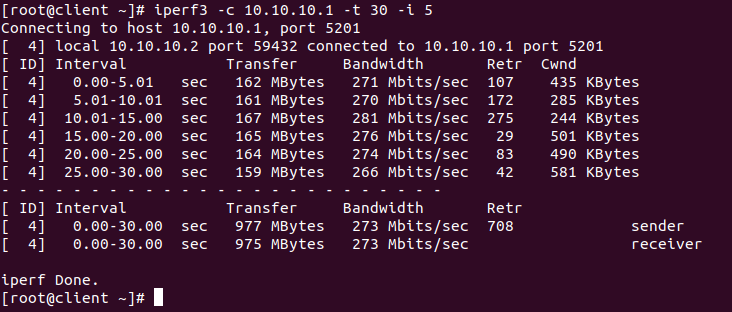 [root@client ~]# iperf3 -c 10.10.10.1 -t 30 -i 5
Connecting to host 10.10.10.1, port 5201
[  4] local 10.10.10.2 port 59432 connected to 10.10.10.1 port 5201
[ ID] Interval           Transfer     Bandwidth       Retr  Cwnd
[  4]   0.00-5.01   sec   162 MBytes   271 Mbits/sec  107    435 KBytes
[  4]   5.01-10.01  sec   161 MBytes   270 Mbits/sec  172    285 KBytes
[  4]  10.01-15.00  sec   167 MBytes   281 Mbits/sec  275    244 KBytes
[  4]  15.00-20.00  sec   165 MBytes   276 Mbits/sec   29    501 KBytes
[  4]  20.00-25.00  sec   164 MBytes   274 Mbits/sec   83    490 KBytes
[  4]  25.00-30.00  sec   159 MBytes   266 Mbits/sec   42    581 KBytes
- - - - - - - - - - - - - - - - - - - - - - - - -
[ ID] Interval           Transfer     Bandwidth       Retr
[  4]   0.00-30.00  sec   977 MBytes   273 Mbits/sec  708             sender
[  4]   0.00-30.00  sec   975 MBytes   273 Mbits/sec                  receiver
iperf Done.
[root@client ~]#